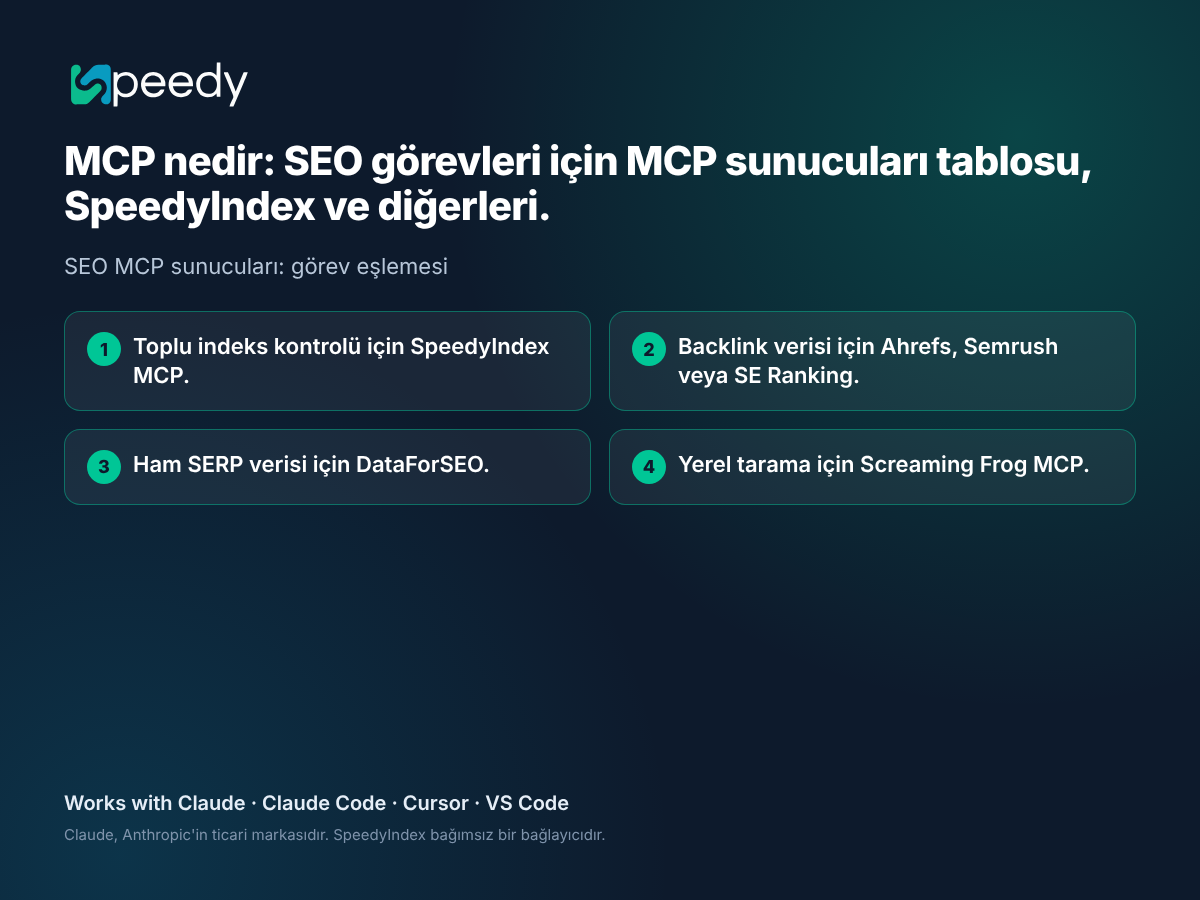 Speedy
MCP nedir: SEO görevleri için MCP sunucuları tablosu,
SpeedyIndex ve diğerleri.
SEO MCP sunucuları: görev eşlemesi
1 Toplu indeks kontrolü için SpeedyIndex
MCP.
2 Backlink verisi için Ahrefs, Semrush
veya SE Ranking.
3 Ham SERP verisi için DataForSEO.
4 Yerel tarama için Screaming Frog MCP.
Works with Claude · Claude Code · Cursor · VS Code
Claude, Anthropic'in ticari markasıdır. SpeedyIndex bağımsız bir bağlayıcıdır.